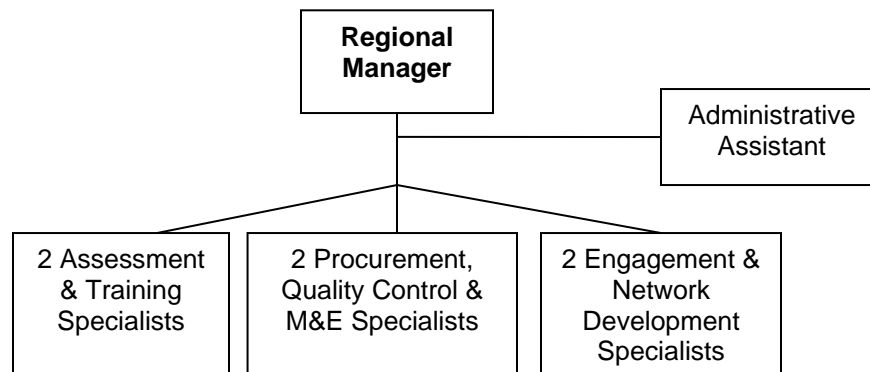 Regional
Manager
Administrative
Assistant
2 Assessment
& Training
Specialists
2 Procurement,
Quality Control &
M&E Specialists
2 Engagement &
Network
Development
Specialists